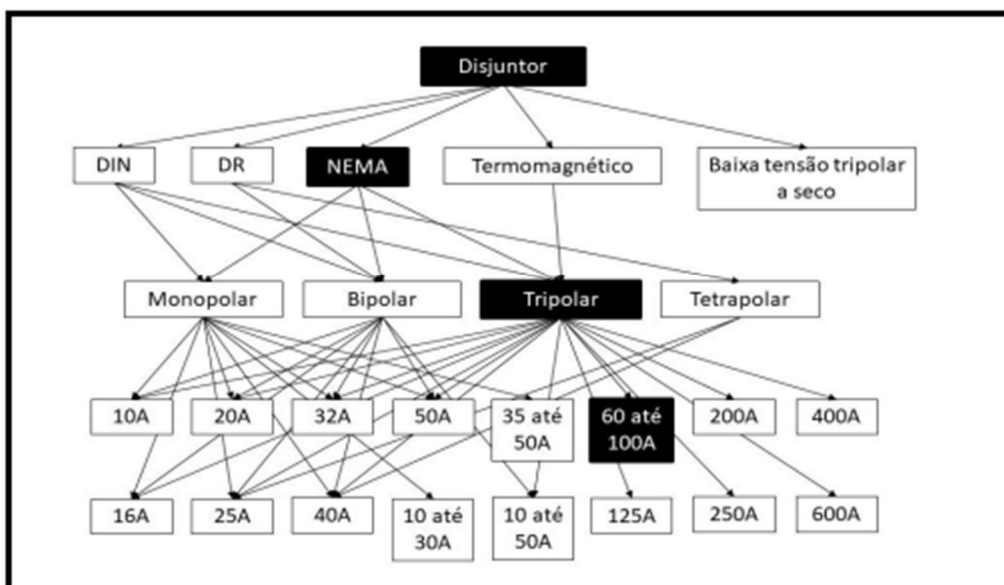 Disjuntor
DIN
DR
NEMA
Termomagnético
Baixa tensão tripolar
a seco
Monopolar
Bipolar
Tripolar
Tetrapolar
10A
20A
32A
50A
35 até
50A
60 até
100A
200A
400A
16A
25A
40A
10 até
30A
10 até
50A
125A
250A
600A